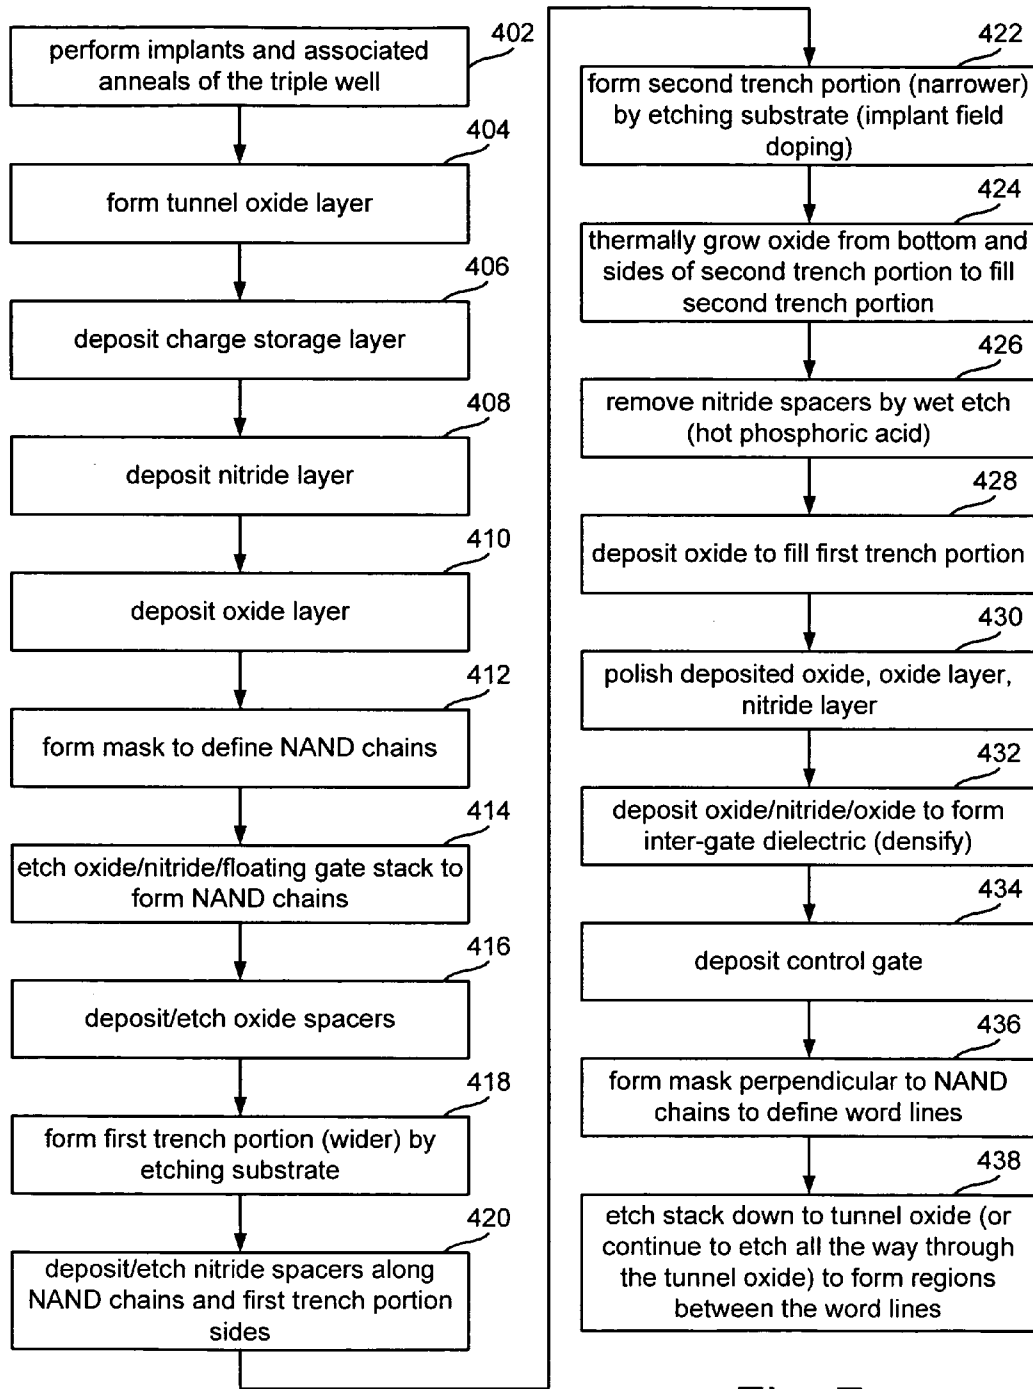 402
perform implants and associated
anneals of the triple well
404
form tunnel oxide layer
406
deposit charge storage layer
408
deposit nitride layer
410
deposit oxide layer
412
form mask to define NAND chains
414
etch oxide/nitride/floating gate stack to
form NAND chains
416
deposit/etch oxide spacers
418
form first trench portion (wider) by
etching substrate
420
deposit/etch nitride spacers along
NAND chains and first trench portion
sides
422
form second trench portion (narrower)
by etching substrate (implant field
doping)
424
thermally grow oxide from bottom and
sides of second trench portion to fill
second trench portion
426
remove nitride spacers by wet etch
(hot phosphoric acid)
428
deposit oxide to fill first trench portion
430
polish deposited oxide, oxide layer,
nitride layer
432
deposit oxide/nitride/oxide to form
inter-gate dielectric (densify)
434
deposit control gate
436
form mask perpendicular to NAND
chains to define word lines
438
etch stack down to tunnel oxide (or
continue to etch all the way through
the tunnel oxide) to form regions
between the word lines